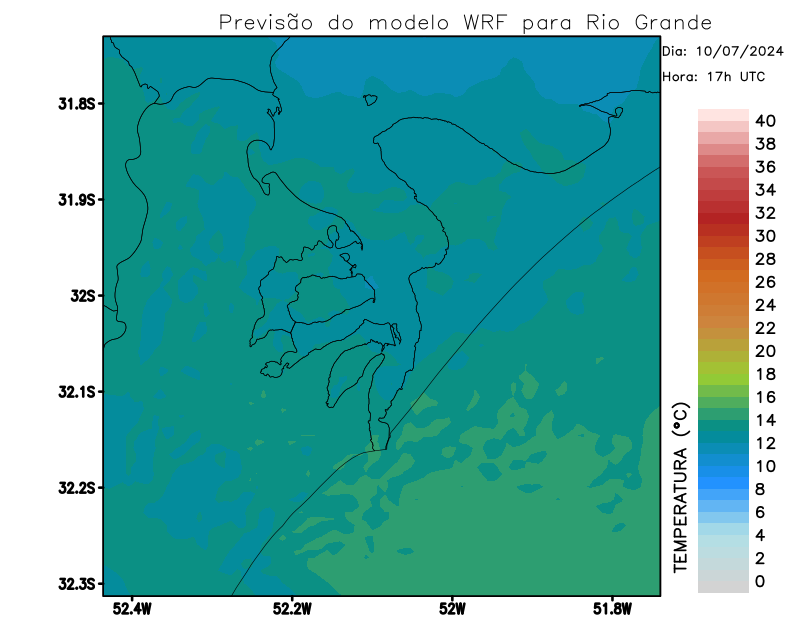 Previsão do modelo WRF para Rio Grande
Dia: 10/07/2024
Hora: 17h UTC
31.8S
31.9S
32S
32.1S
32.2S
32.3S
52.4W
52.2W
52W
51.8W
40
38
36
34
32
30
28
26
24
22
20
18
16
14
12
10
8
6
4
2
0
TEMPERATURA (°C)